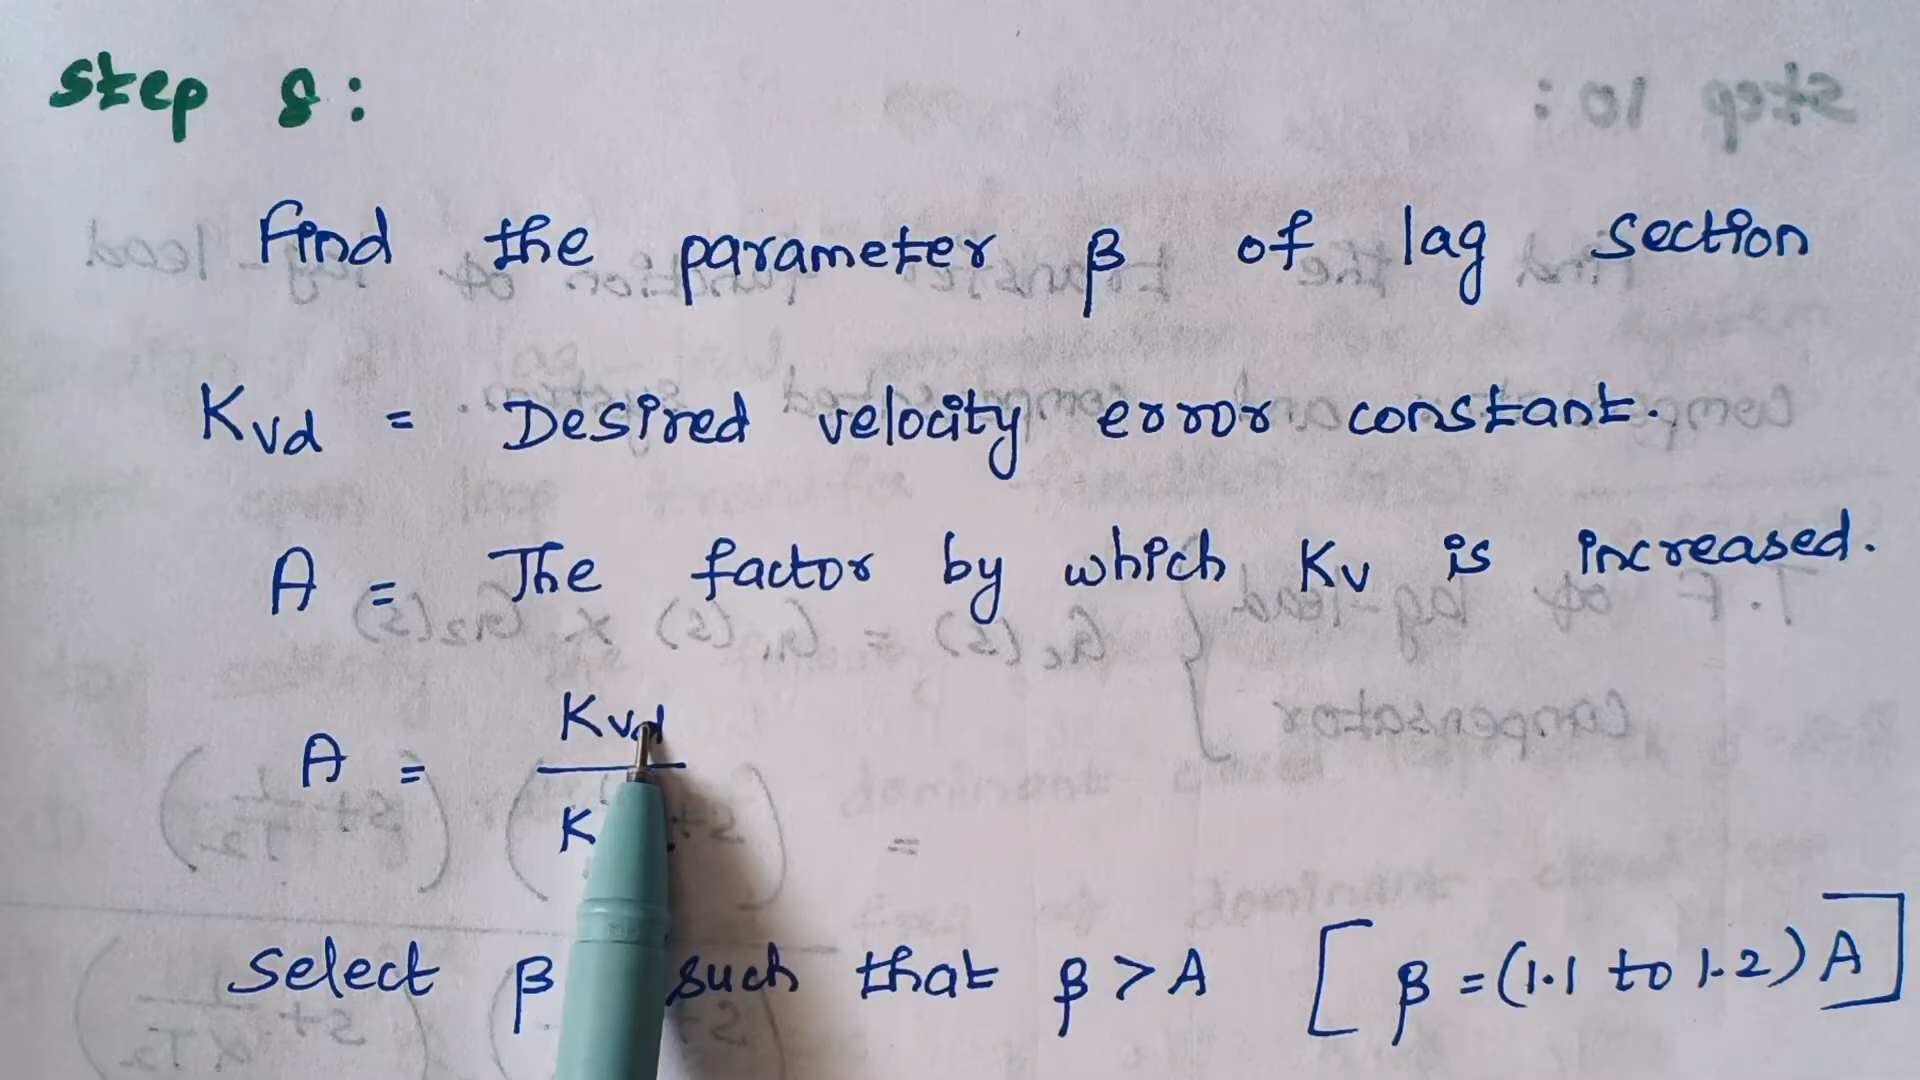 Step 8:
Find the parameter β of lag section
Kvd = Desired velocity error constant.
A = The factor by which Kv is increased.
A = Kvd
K
Select β such that β > A [β = (1.1 to 1.2) A]